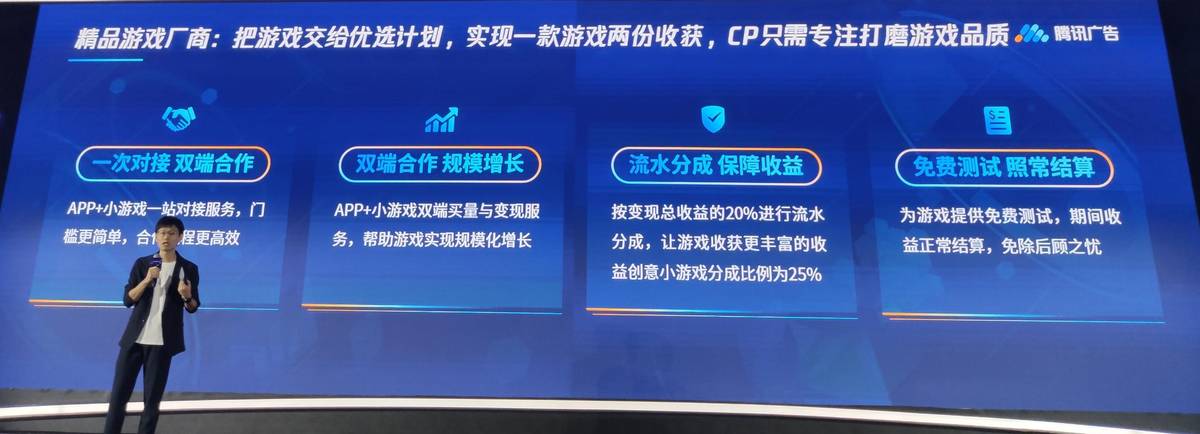 精品游戏厂商：把游戏交给优选计划，实现一款游戏两份收获，CP只需专注打磨游戏品质
腾讯广告
一次对接 双端合作
APP+小游戏一站对接服务，门
槛更简单，合作 程更高效
双端合作 规模增长
APP+小游戏双端买量与变现服
务，帮助游戏实现规模化增长
流水分成 保障收益
按变现总收益的20%进行流水
分成，让游戏收获更丰富的收
益创意小游戏分成比例为25%
免费测试 照常结算
为游戏提供免费测试，期间收
益正常结算，免除后顾之忧